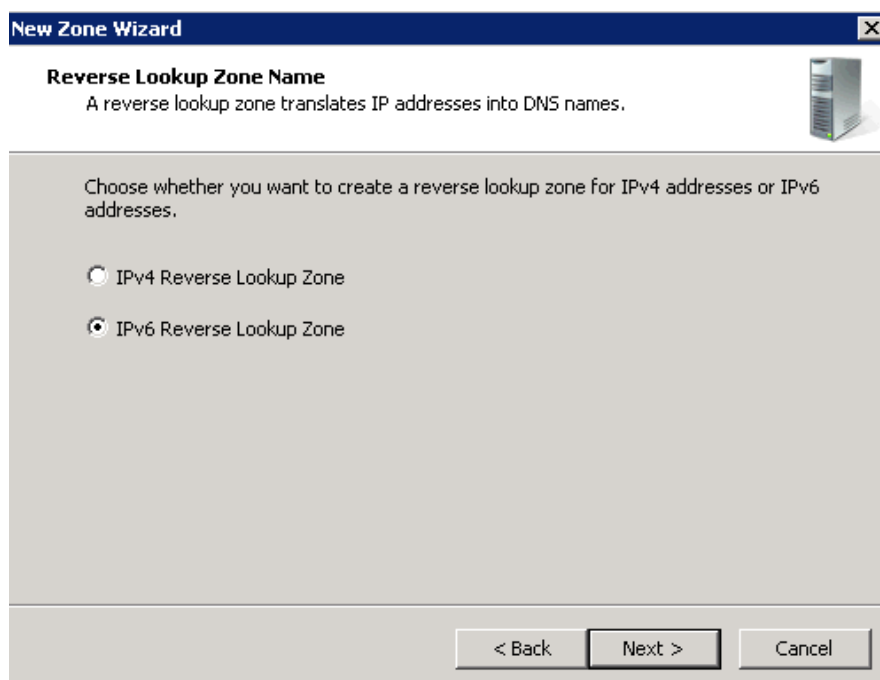 New Zone Wizard
Reverse Lookup Zone Name
A reverse lookup zone translates IP addresses into DNS names.
Choose whether you want to create a reverse lookup zone for IPv4 addresses or IPv6
addresses.
IPv4 Reverse Lookup Zone
IPv6 Reverse Lookup Zone
< Back Next > Cancel